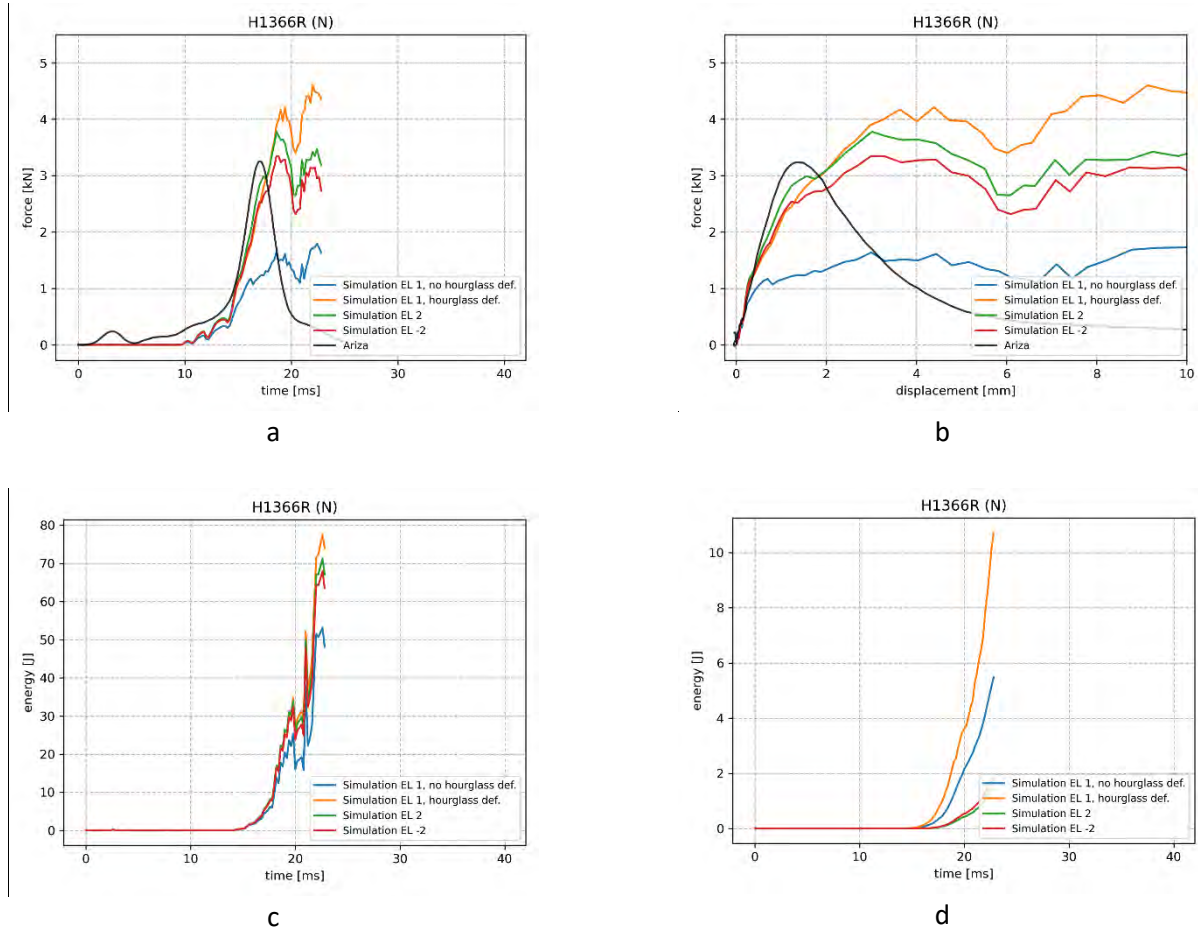 H1366R (N)
5
4
3
2
1
0
force [kN]
0 10 20 30 40
time [ms]
Simulation EL 1, no hourglass def.
Simulation EL 1, hourglass def.
Simulation EL 2
Simulation EL -2
Ariza
a
H1366R (N)
5
4
3
2
1
0
force [kN]
0 2 4 6 8 10
displacement [mm]
Simulation EL 1, no hourglass def.
Simulation EL 1, hourglass def.
Simulation EL 2
Simulation EL -2
Ariza
b
H1366R (N)
80
70
60
50
40
30
20
10
0
energy [J]
0 10 20 30 40
time [ms]
Simulation EL 1, no hourglass def.
Simulation EL 1, hourglass def.
Simulation EL 2
Simulation EL -2
c
H1366R (N)
10
8
6
4
2
0
energy [J]
0 10 20 30 40
time [ms]
Simulation EL 1, no hourglass def.
Simulation EL 1, hourglass def.
Simulation EL 2
Simulation EL -2
d